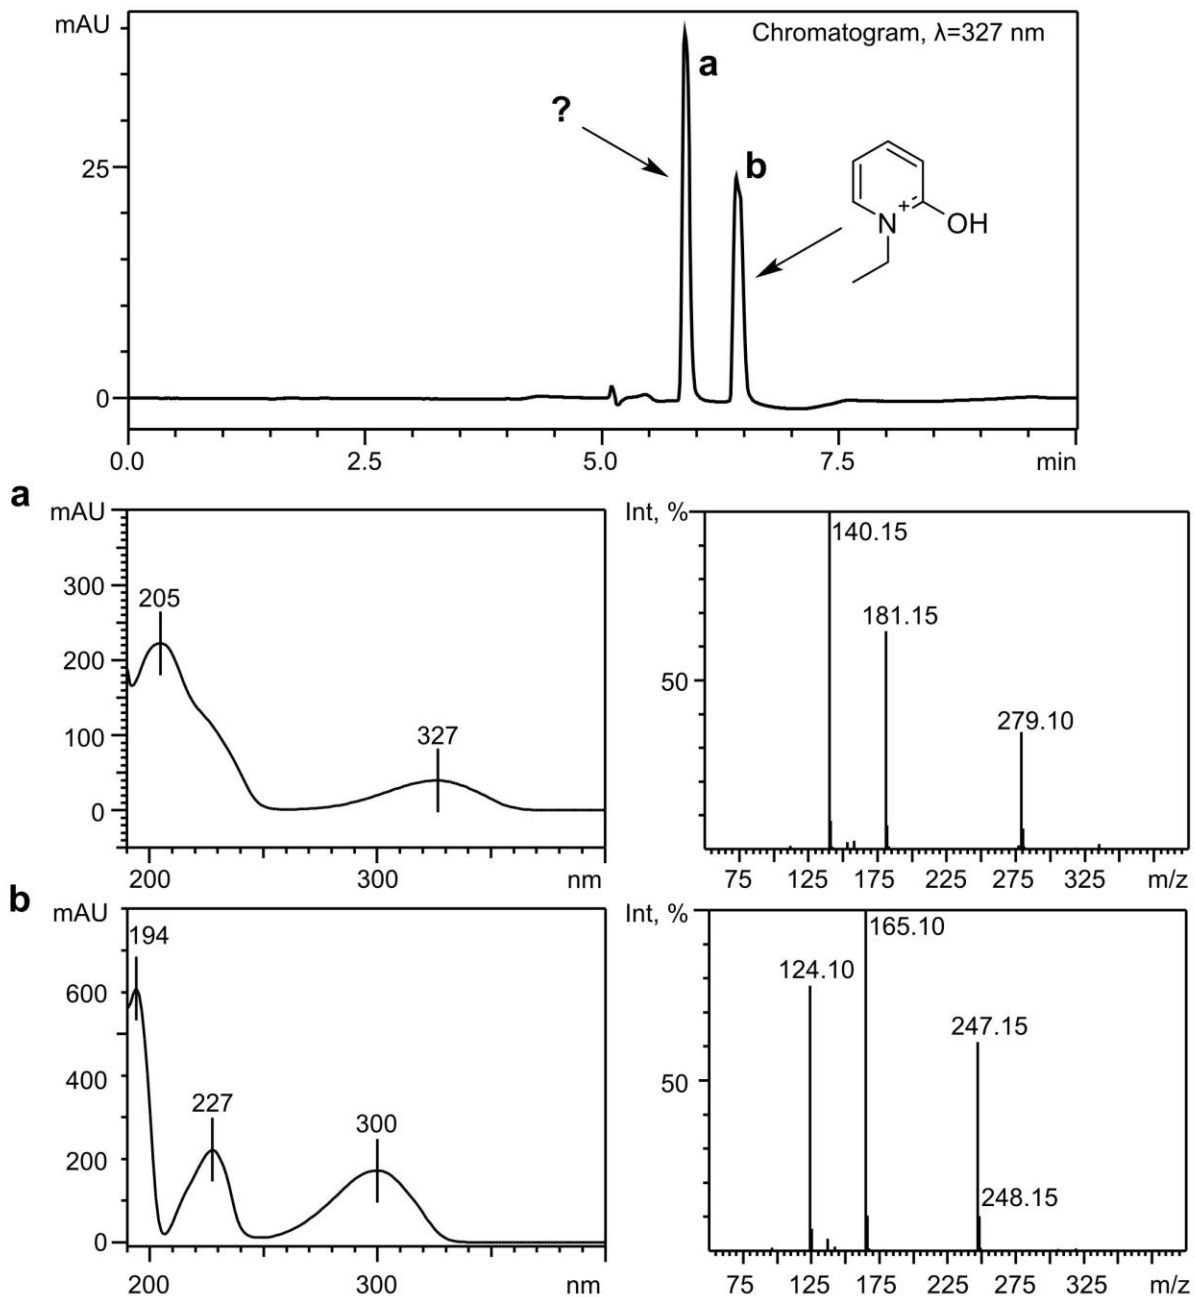 mAU
Chromatogram, λ=327 nm
a
?
b
25
N
+
OH
0
0.0 2.5 5.0 7.5 min
a
mAU
205
300
200
327
100
0
200 300 nm
Int, %
140.15
181.15
50
279.10
75 125 175 225 275 325 m/z
b
mAU
194
600
400
227
300
200
0
200 300 nm
Int, %
165.10
124.10
247.15
50
248.15
75 125 175 225 275 325 m/z